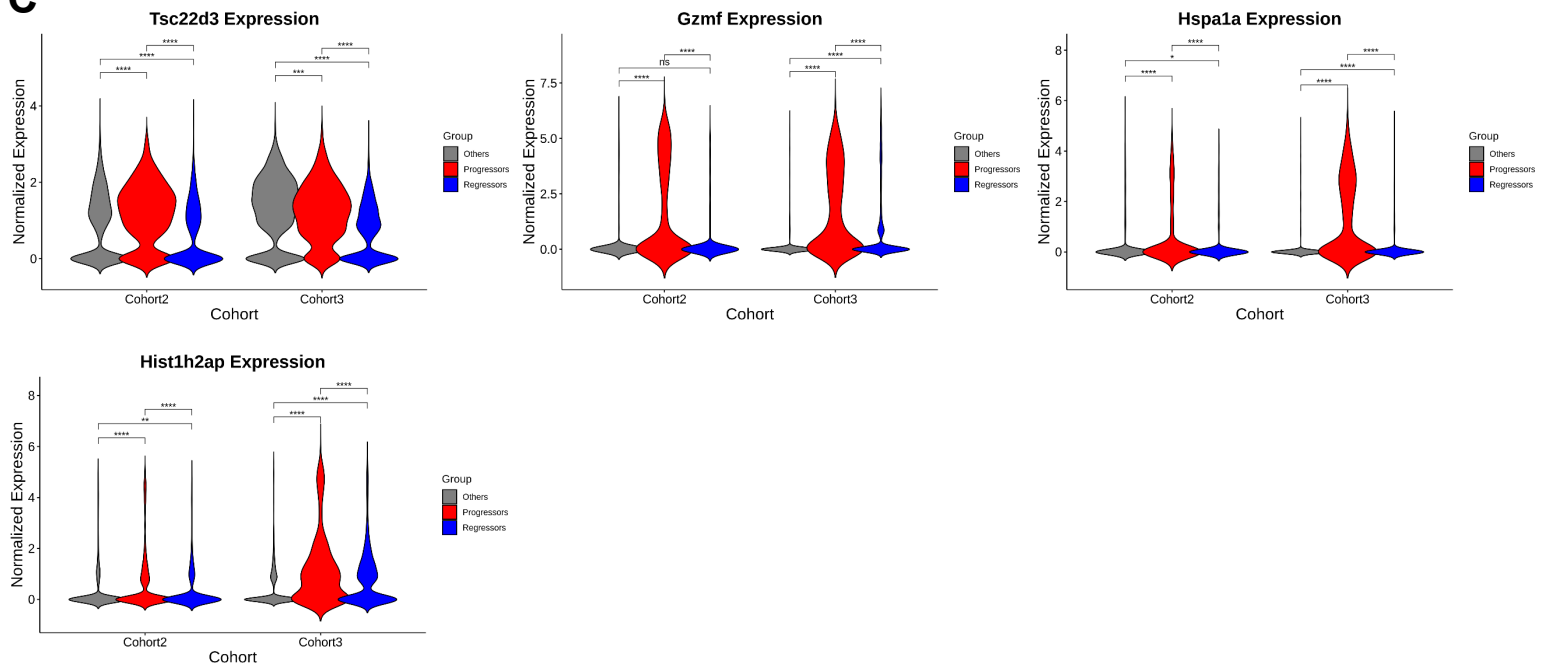 C
Tsc22d3 Expression
Normalized Expression
4
2
0
****
****
****
****
****
***
Cohort2
Cohort3
Cohort
Group
Others
Progressors
Regressors
Gzmf Expression
Normalized Expression
7.5
5.0
2.5
0.0
****
ns
****
****
****
****
Cohort2
Cohort3
Cohort
Group
Others
Progressors
Regressors
Hspa1a Expression
Normalized Expression
8
6
4
2
0
****
*
****
****
****
****
Cohort2
Cohort3
Cohort
Group
Others
Progressors
Regressors
Hist1h2ap Expression
Normalized Expression
8
6
4
2
0
****
**
****
****
****
****
Cohort2
Cohort3
Cohort
Group
Others
Progressors
Regressors